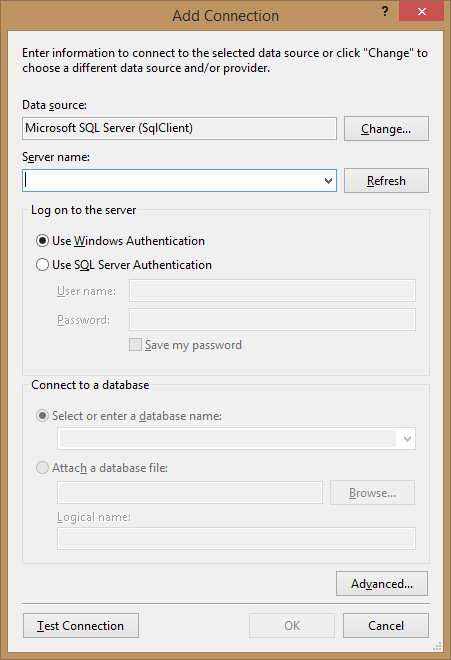 Add Connection
?
Enter information to connect to the selected data source or click "Change" to
choose a different data source and/or provider.
Data source:
Microsoft SQL Server (SqlClient)
Change...
Server name:
Refresh
Log on to the server
Use Windows Authentication
Use SQL Server Authentication
User name:
Password:
Save my password
Connect to a database
Select or enter a database name:
Attach a database file:
Browse...
Logical name:
Advanced...
Test Connection
OK
Cancel